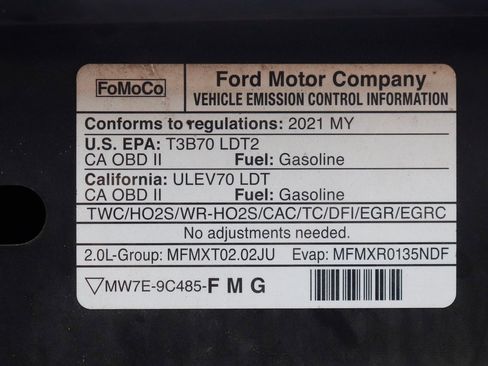 FoMoCo
Ford Motor Company
VEHICLE EMISSION CONTROL INFORMATION
Conforms to regulations: 2021 MY
U.S. EPA: T3B70 LDT2
CA OBD II Fuel: Gasoline
California: ULEV70 LDT
CA OBD II Fuel: Gasoline
TWC/HO2S/WR-HO2S/CAC/TC/DFI/EGR/EGRC
No adjustments needed.
2.0L-Group: MFMXT02.02JU Evap: MFMXR0135NDF
▽MW7E-9C485-FMG